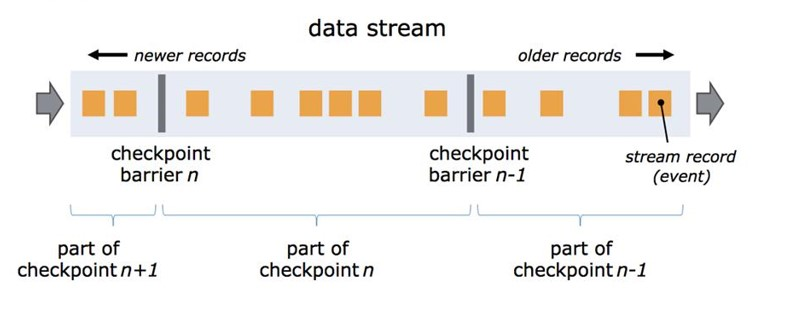 data stream
newer records
older records
checkpoint
barrier n
checkpoint
barrier n-1
stream record
(event)
part of
checkpoint n+1
part of
checkpoint n
part of
checkpoint n-1